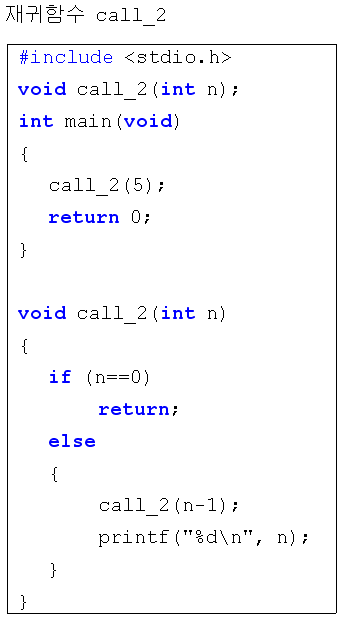 재귀함수 call_2
#include <stdio.h>
void call_2(int n);
int main(void)
{
call_2(5);
return 0;
}
void call_2(int n)
{
if (n==0)
return;
else
{
call_2(n-1);
printf("%d\n", n);
}
}